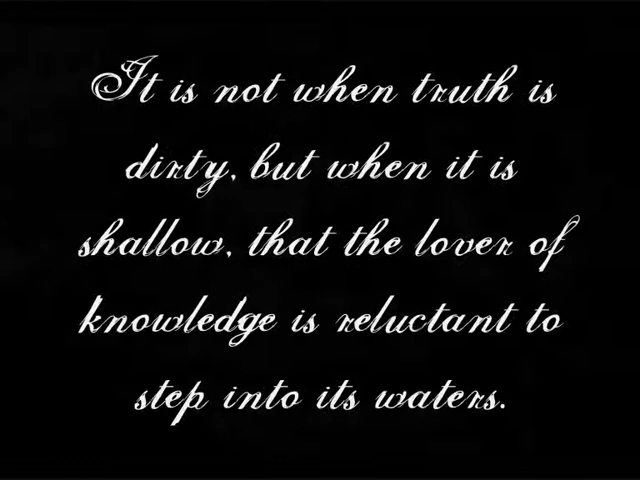 It is not when truth is
dirty, but when it is
shallow, that the lover of
knowledge is reluctant to
step into its waters.